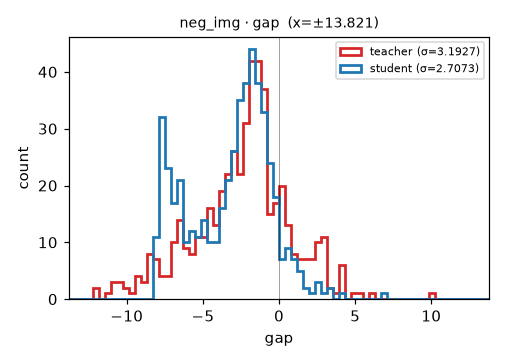 neg_img · gap  (x=±13.821)
teacher (σ=3.1927)
student (σ=2.7073)
count
40
30
20
10
0
−10
−5
0
5
10
gap